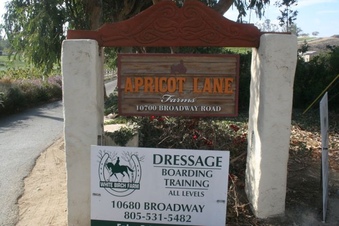 APRICOT LANE
Farms
10700 BROADWAY ROAD
WHITE BIRCH FARM
DRESSAGE
BOARDING
TRAINING
ALL LEVELS
10680 BROADWAY
805-531-5482